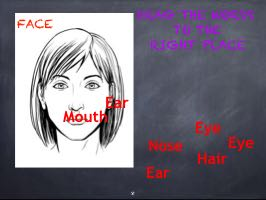 FACE
DRAG THE WORDS
TO THE
RIGHT PLACE
Ear
Mouth
Eye
Nose
Eye
Hair
Ear